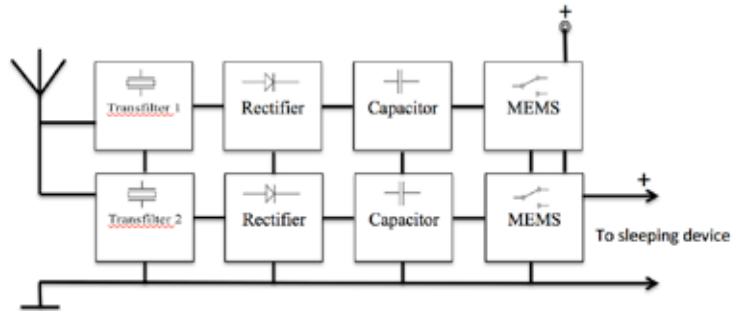 +
Transfilter 1 Rectifier Capacitor MEMS
+
Transfilter 2 Rectifier Capacitor MEMS
To sleeping device